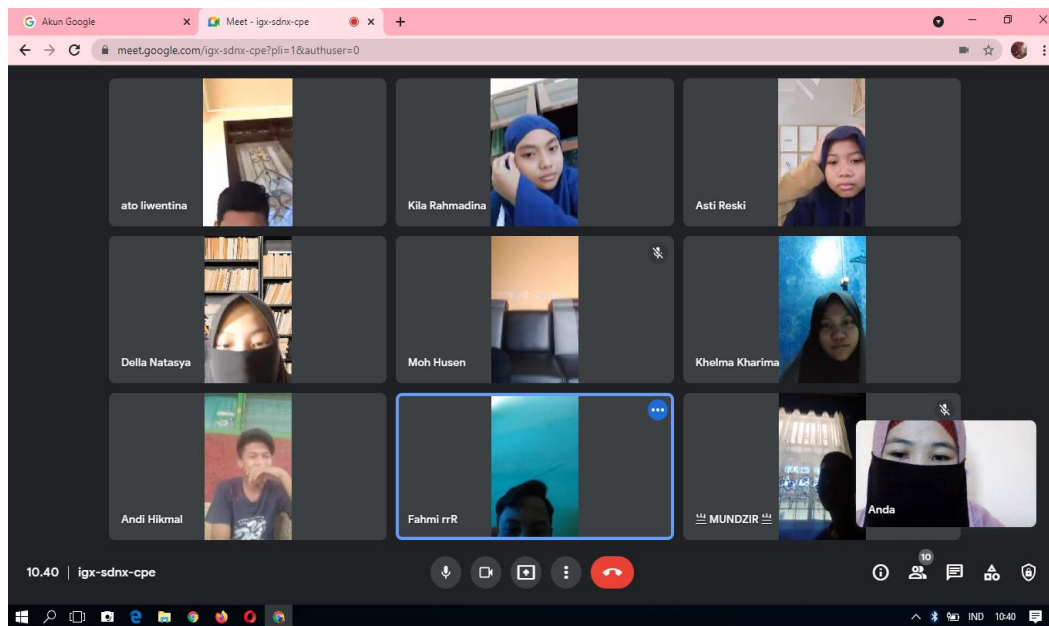 Akun Google
Meet - igx-sdnx-cpe
meet.google.com/igx-sdnx-cpe?pli=1&authuser=0
ato liwentina
Kila Rahmadina
Asti Reski
Della Natasya
Moh Husen
Khelma Kharima
Andi Hikmal
Fahmi rrR
亗 MUNDZIR 亗
Anda
10.40 | igx-sdnx-cpe
10
IND 10:40